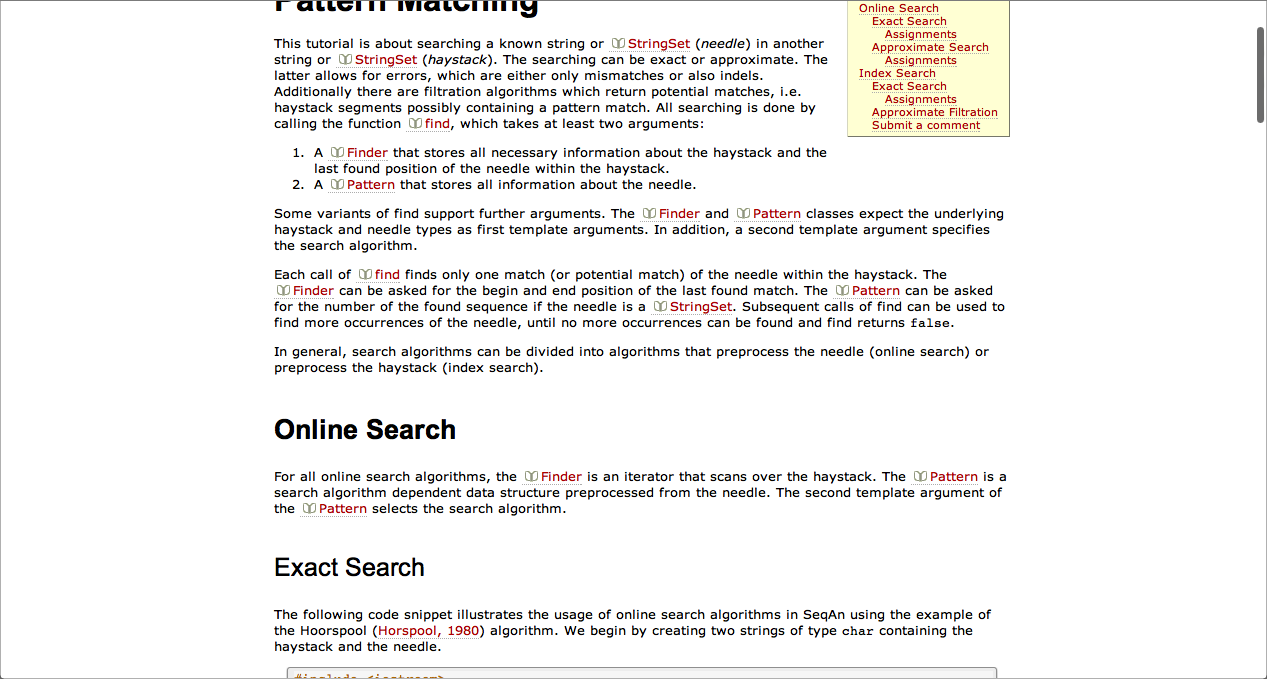 Pattern Matching
Online Search
Exact Search
Assignments
Approximate Search
Assignments
Index Search
Exact Search
Assignments
Approximate Filtration
Submit a comment
This tutorial is about searching a known string or StringSet (needle) in another
string or StringSet (haystack). The searching can be exact or approximate. The
latter allows for errors, which are either only mismatches or also indels.
Additionally there are filtration algorithms which return potential matches, i.e.
haystack segments possibly containing a pattern match. All searching is done by
calling the function find, which takes at least two arguments:
1. A Finder that stores all necessary information about the haystack and the
last found position of the needle within the haystack.
2. A Pattern that stores all information about the needle.
Some variants of find support further arguments. The Finder and Pattern classes expect the underlying
haystack and needle types as first template arguments. In addition, a second template argument specifies
the search algorithm.
Each call of find finds only one match (or potential match) of the needle within the haystack. The
Finder can be asked for the begin and end position of the last found match. The Pattern can be asked
for the number of the found sequence if the needle is a StringSet. Subsequent calls of find can be used to
find more occurrences of the needle, until no more occurrences can be found and find returns false.
In general, search algorithms can be divided into algorithms that preprocess the needle (online search) or
preprocess the haystack (index search).
Online Search
For all online search algorithms, the Finder is an iterator that scans over the haystack. The Pattern is a
search algorithm dependent data structure preprocessed from the needle. The second template argument of
the Pattern selects the search algorithm.
Exact Search
The following code snippet illustrates the usage of online search algorithms in SeqAn using the example of
the Hoorspool (Horspool, 1980) algorithm. We begin by creating two strings of type char containing the
haystack and the needle.
#include <iostream>